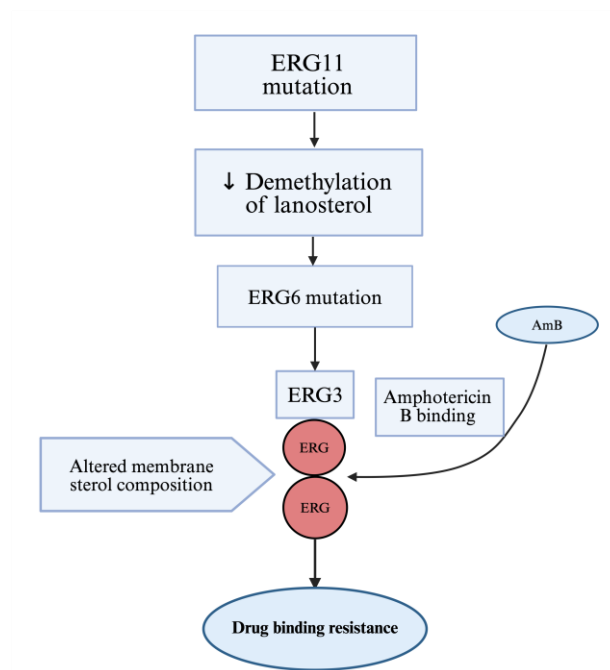 ERG11
mutation
↓ Demethylation
of lanosterol
ERG6 mutation
AmB
ERG3
Amphotericin
B binding
ERG
Altered membrane
sterol composition
ERG
Drug binding resistance